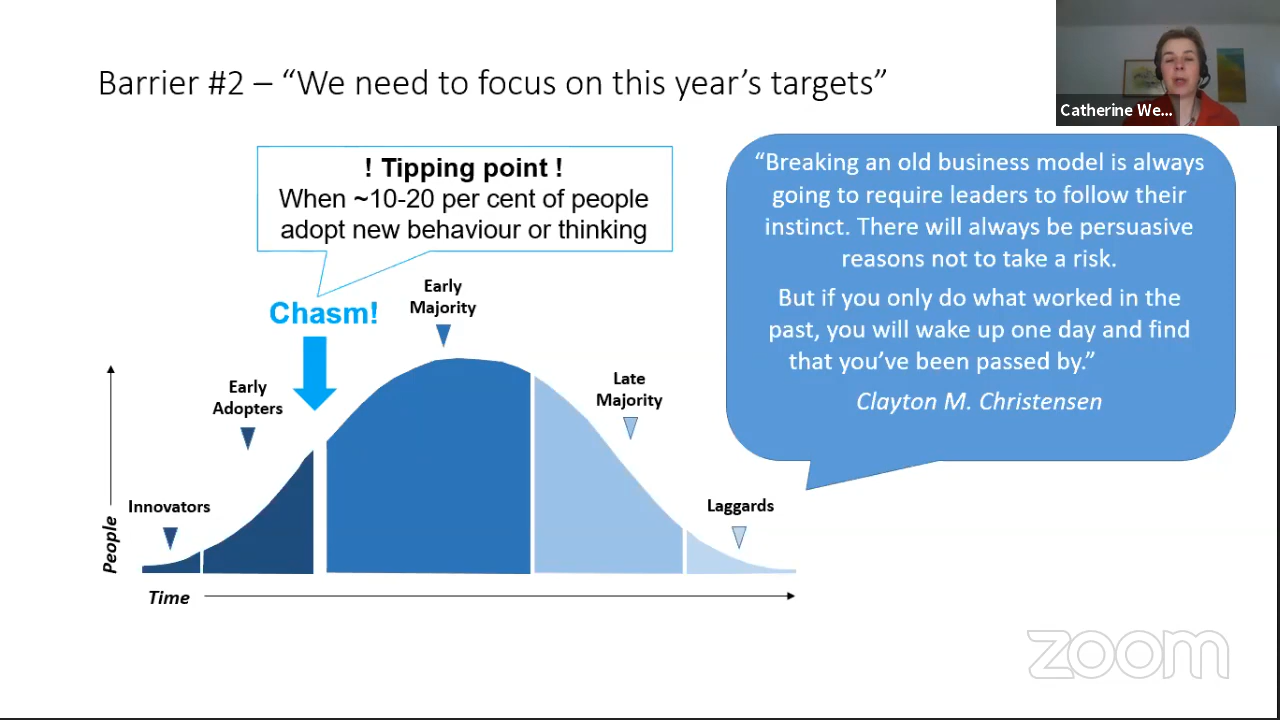 Barrier #2 – “We need to focus on this year’s targets”
Catherine We...
! Tipping point !
When ~10-20 per cent of people
adopt new behaviour or thinking
Chasm!
Early
Majority
Early
Adopters
Late
Majority
Innovators
Laggards
People
Time
“Breaking an old business model is always
going to require leaders to follow their
instinct. There will always be persuasive
reasons not to take a risk.
But if you only do what worked in the
past, you will wake up one day and find
that you’ve been passed by.”
Clayton M. Christensen
zoom